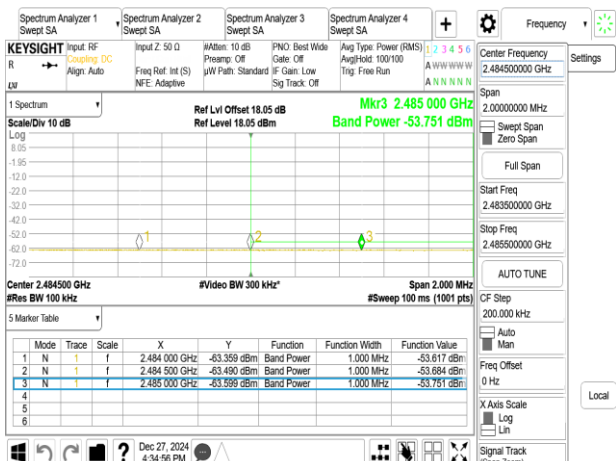 Spectrum Analyzer 1
Swept SA
Spectrum Analyzer 2
Swept SA
Spectrum Analyzer 3
Swept SA
Spectrum Analyzer 4
Swept SA
+
Frequency
KEYSIGHT
R
Input: RF
Coupling: DC
Align: Auto
Input Z: 50 Ω
Freq Ref: Int (S)
NFE: Adaptive
#Atten: 10 dB
Preamp: Off
µW Path: Standard
PNO: Best Wide
Gate: Off
IF Gain: Low
Sig Track: Off
Avg Type: Power (RMS)
Avg|Hold: 100/100
Trig: Free Run
1 2 3 4 5 6
A W W W W W
A N N N N N
1 Spectrum
Scale/Div 10 dB
Ref Lvl Offset 18.05 dB
Ref Level 18.05 dBm
Mkr3 2.485 000 GHz
Band Power -53.751 dBm
Log
8.05
-1.95
-12.0
-22.0
-32.0
-42.0
-52.0
-62.0
-72.0
1
2
3
Center 2.484500 GHz
#Res BW 100 kHz
#Video BW 300 kHz*
Span 2.000 MHz
#Sweep 100 ms (1001 pts)
5 Marker Table
Mode Trace Scale X Y Function Function Width Function Value
1 N 1 f 2.484 000 GHz -63.359 dBm Band Power 1.000 MHz -53.617 dBm
2 N 1 f 2.484 500 GHz -63.490 dBm Band Power 1.000 MHz -53.684 dBm
3 N 1 f 2.485 000 GHz -63.599 dBm Band Power 1.000 MHz -53.751 dBm
4
5
6
Dec 27, 2024
4:34:56 PM
Center Frequency
2.484500000 GHz
Span
2.00000000 MHz
Swept Span
Zero Span
Full Span
Start Freq
2.483500000 GHz
Stop Freq
2.485500000 GHz
AUTO TUNE
CF Step
200.000 kHz
Auto
Man
Freq Offset
0 Hz
X Axis Scale
Log
Lin
Signal Track
Settings
Local